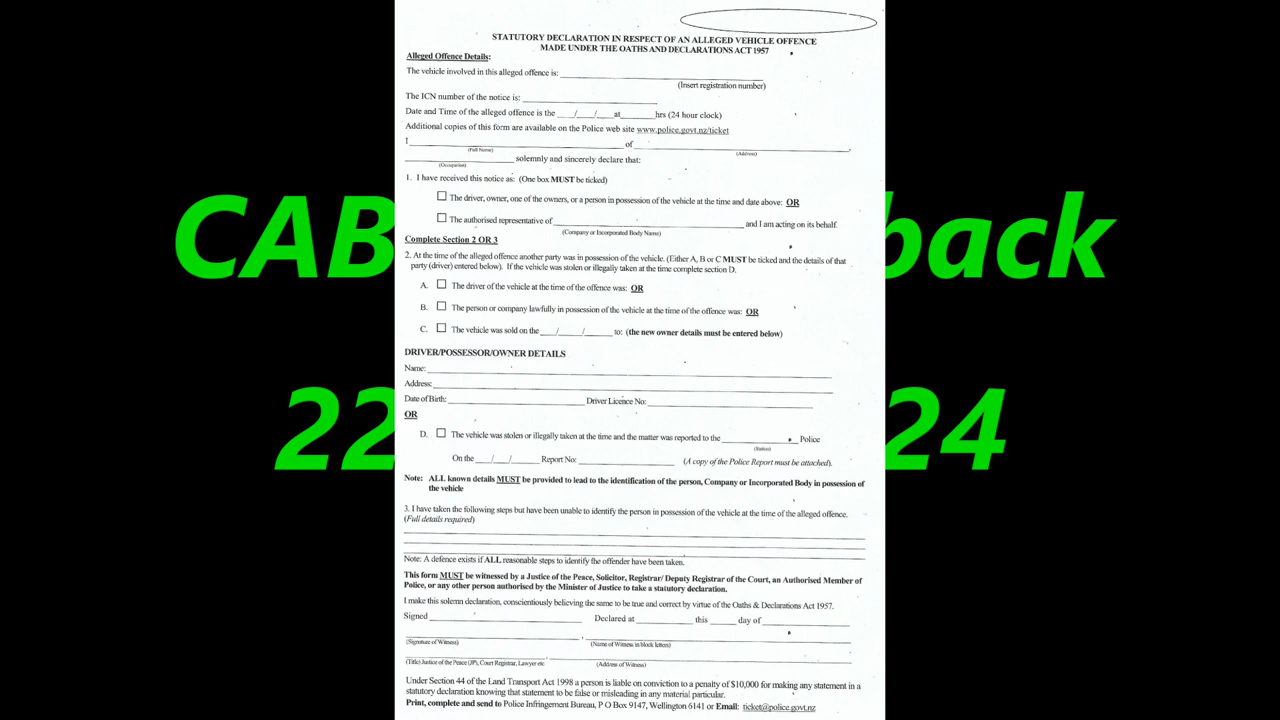 STATUTORY DECLARATION IN RESPECT OF AN ALLEGED VEHICLE OFFENCE
MADE UNDER THE OATHS AND DECLARATIONS ACT 1957
Alleged Offence Details:
The vehicle involved in this alleged offence is:
(Insert registration number)
The ICN number of the notice is:
Date and Time of the alleged offence is the ___/___/___ at______hrs (24 hour clock)
Additional copies of this form are available on the Police web site www.police.govt.nz/ticket
I ______ of ______,
(Full Name) (Address)
______ solemnly and sincerely declare that:
(Occupation)
1. I have received this notice as: (One box MUST be ticked)
CAB
back
☐ The driver, owner, one of the owners, or a person in possession of the vehicle at the time and date above: OR
☐ The authorised representative of ______ and I am acting on its behalf.
(Company or Incorporated Body Name)
Complete Section 2 OR 3
2. At the time of the alleged offence another party was in possession of the vehicle. (Either A, B or C MUST be ticked and the details of that
party (driver) entered below). If the vehicle was stolen or illegally taken at the time complete section D.
A. ☐ The driver of the vehicle at the time of the offence was: OR
B. ☐ The person or company lawfully in possession of the vehicle at the time of the offence was: OR
C. ☐ The vehicle was sold on the ___/___/___ to: (the new owner details must be entered below)
DRIVER/POSSESSOR/OWNER DETAILS
Name:
Address:
Date of Birth: ______ Driver Licence No:
OR
22
24
D. ☐ The vehicle was stolen or illegally taken at the time and the matter was reported to the ______ Police
(Station)
On the ___/___/___ Report No: ______ (A copy of the Police Report must be attached).
Note: ALL known details MUST be provided to lead to the identification of the person, Company or Incorporated Body in possession of
the vehicle
3. I have taken the following steps but have been unable to identify the person in possession of the vehicle at the time of the alleged offence.
(Full details required)
Note: A defence exists if ALL reasonable steps to identify the offender have been taken.
This form MUST be witnessed by a Justice of the Peace, Solicitor, Registrar/ Deputy Registrar of the Court, an Authorised Member of
Police, or any other person authorised by the Minister of Justice to take a statutory declaration.
I make this solemn declaration, conscientiously believing the same to be true and correct by virtue of the Oaths & Declarations Act 1957.
Signed ______ Declared at ______ this ____ day of ______
(Signature of Witness) (Name of Witness in block letters)
(Title) Justice of the Peace (JP), Court Registrar, Lawyer etc (Address of Witness)
Under Section 44 of the Land Transport Act 1998 a person is liable on conviction to a penalty of $10,000 for making any statement in a
statutory declaration knowing that statement to be false or misleading in any material particular.
Print, complete and send to Police Infringement Bureau, P O Box 9147, Wellington 6141 or Email: ticket@police.govt.nz